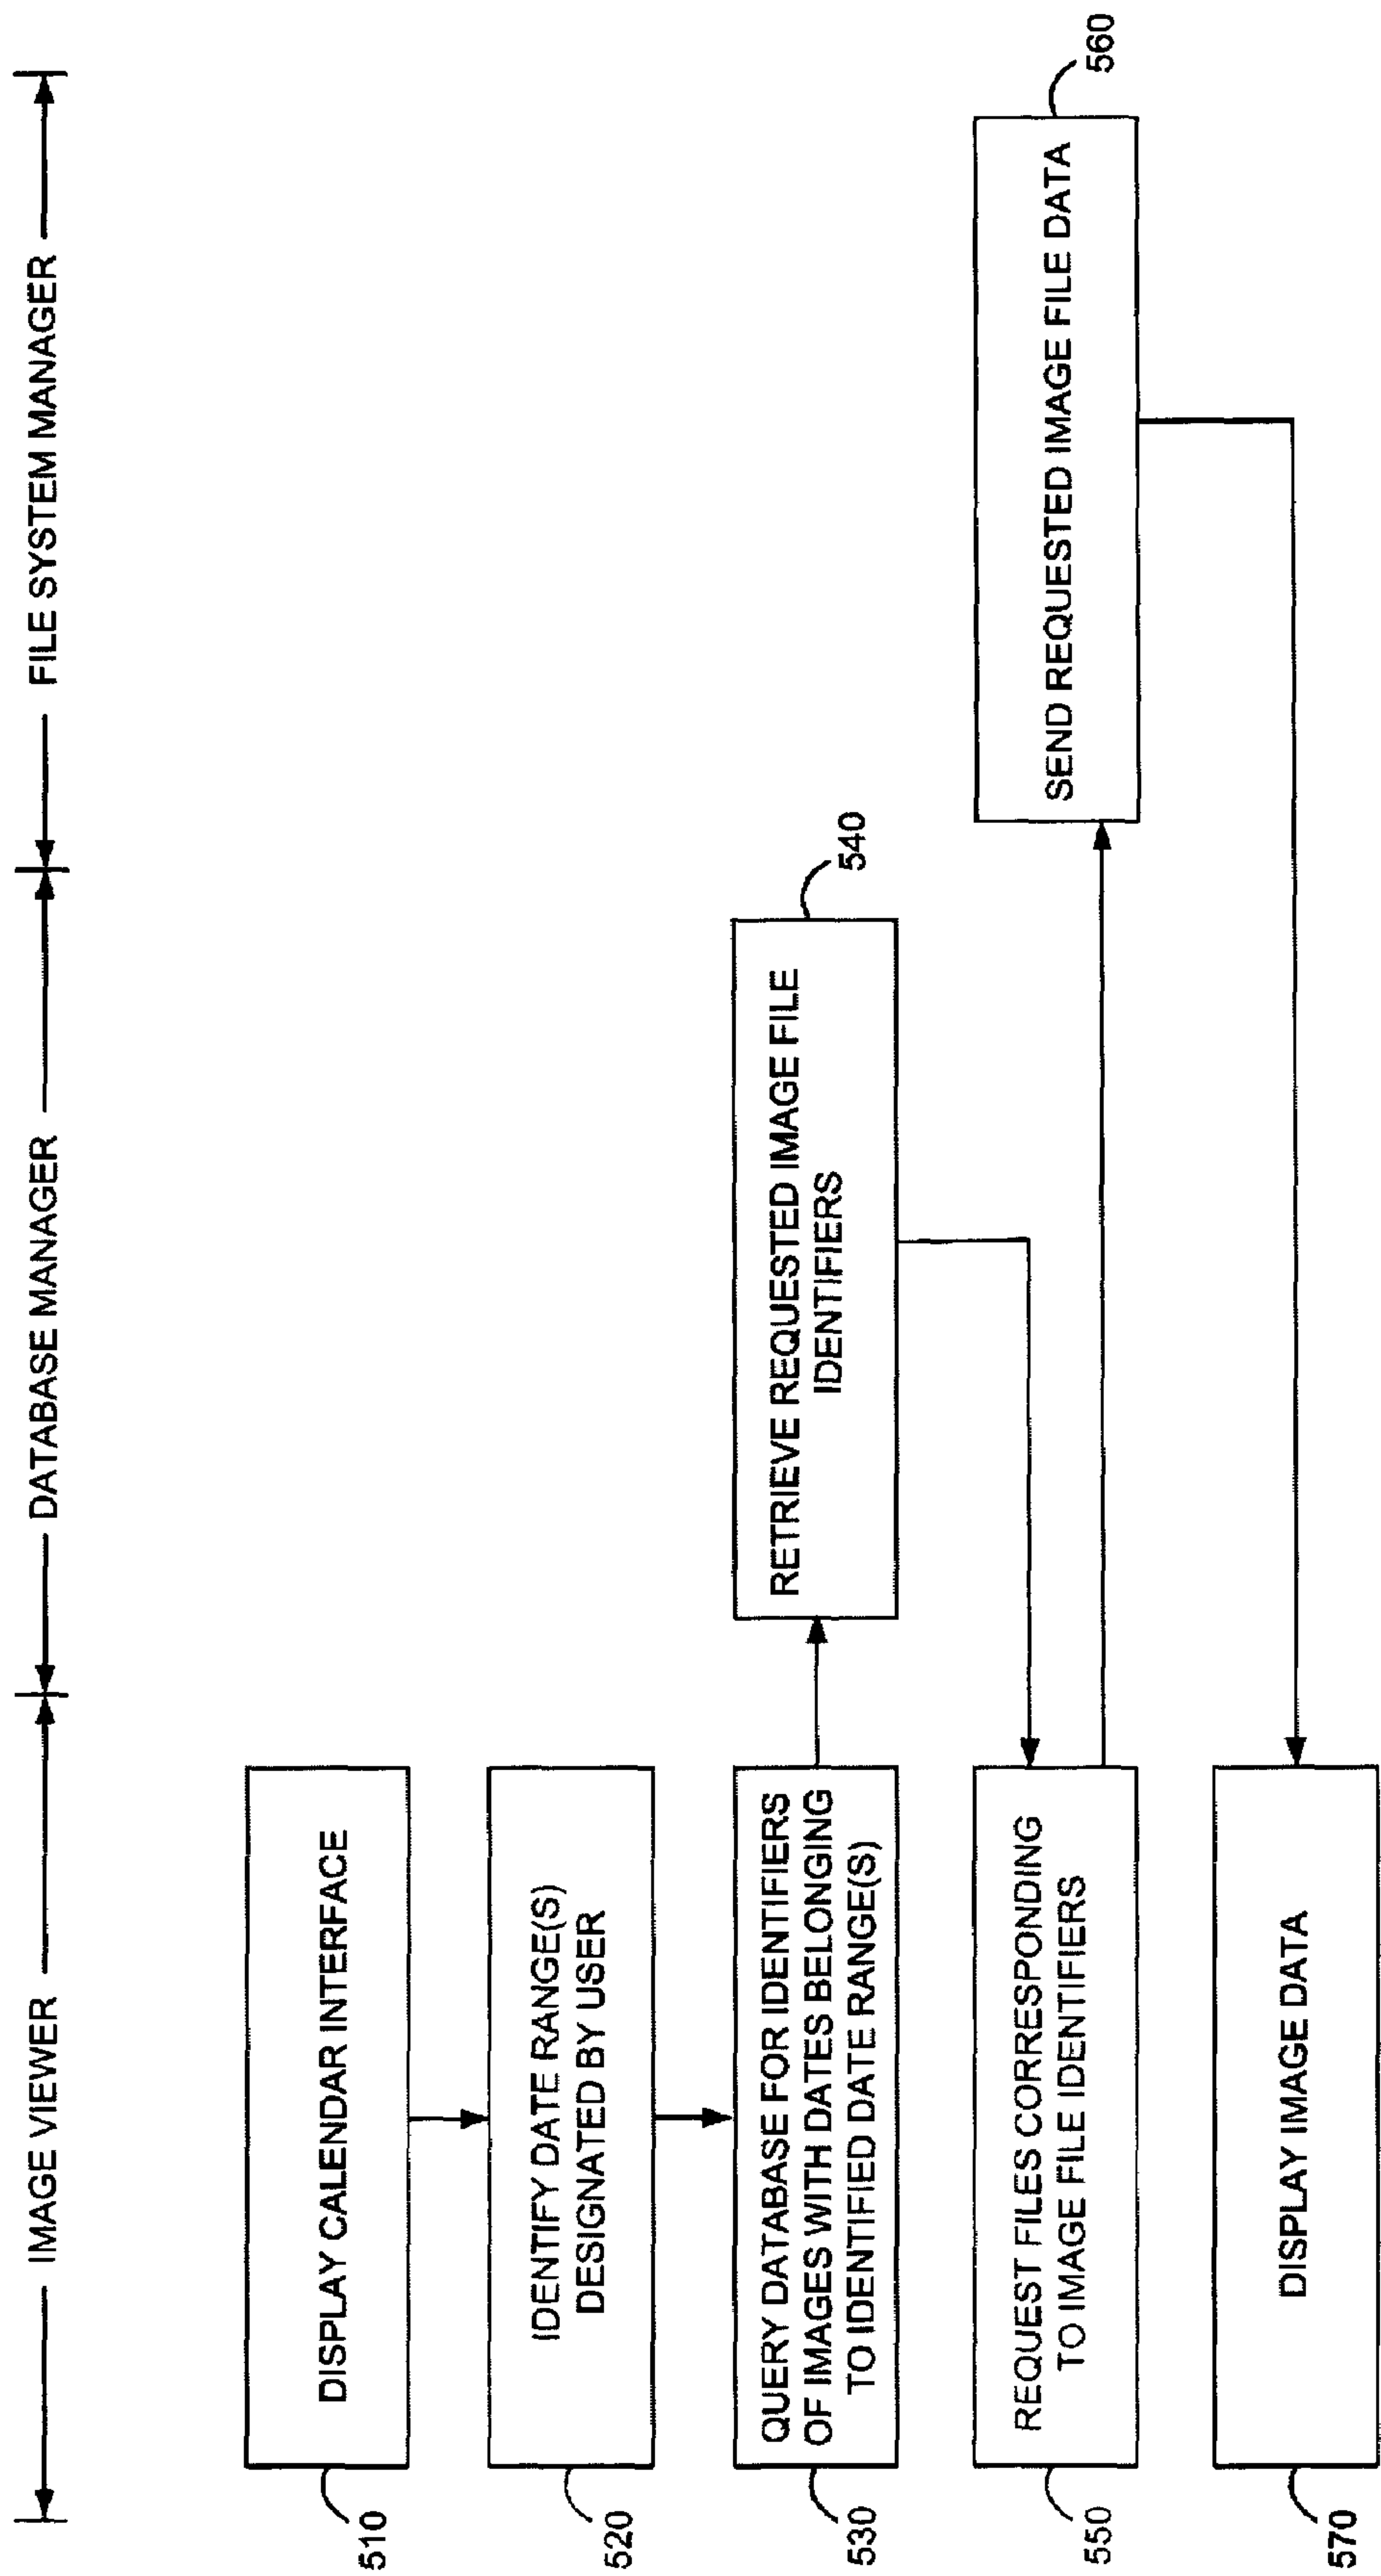 IMAGE VIEWER
DATABASE MANAGER
FILE SYSTEM MANAGER
DISPLAY CALENDAR INTERFACE
510
IDENTIFY DATE RANGE(S)
DESIGNATED BY USER
520
QUERY DATABASE FOR IDENTIFIERS
OF IMAGES WITH DATES BELONGING
TO IDENTIFIED DATE RANGE(S)
530
RETRIEVE REQUESTED IMAGE FILE
IDENTIFIERS
540
REQUEST FILES CORRESPONDING
TO IMAGE FILE IDENTIFIERS
550
SEND REQUESTED IMAGE FILE DATA
560
DISPLAY IMAGE DATA
570